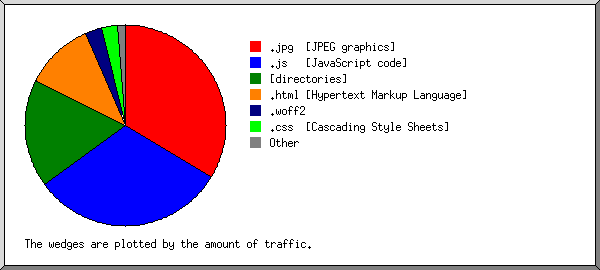 .jpg  [JPEG graphics]
.js   [JavaScript code]
[directories]
.html [Hypertext Markup Language]
.woff2
.css  [Cascading Style Sheets]
Other
The wedges are plotted by the amount of traffic.